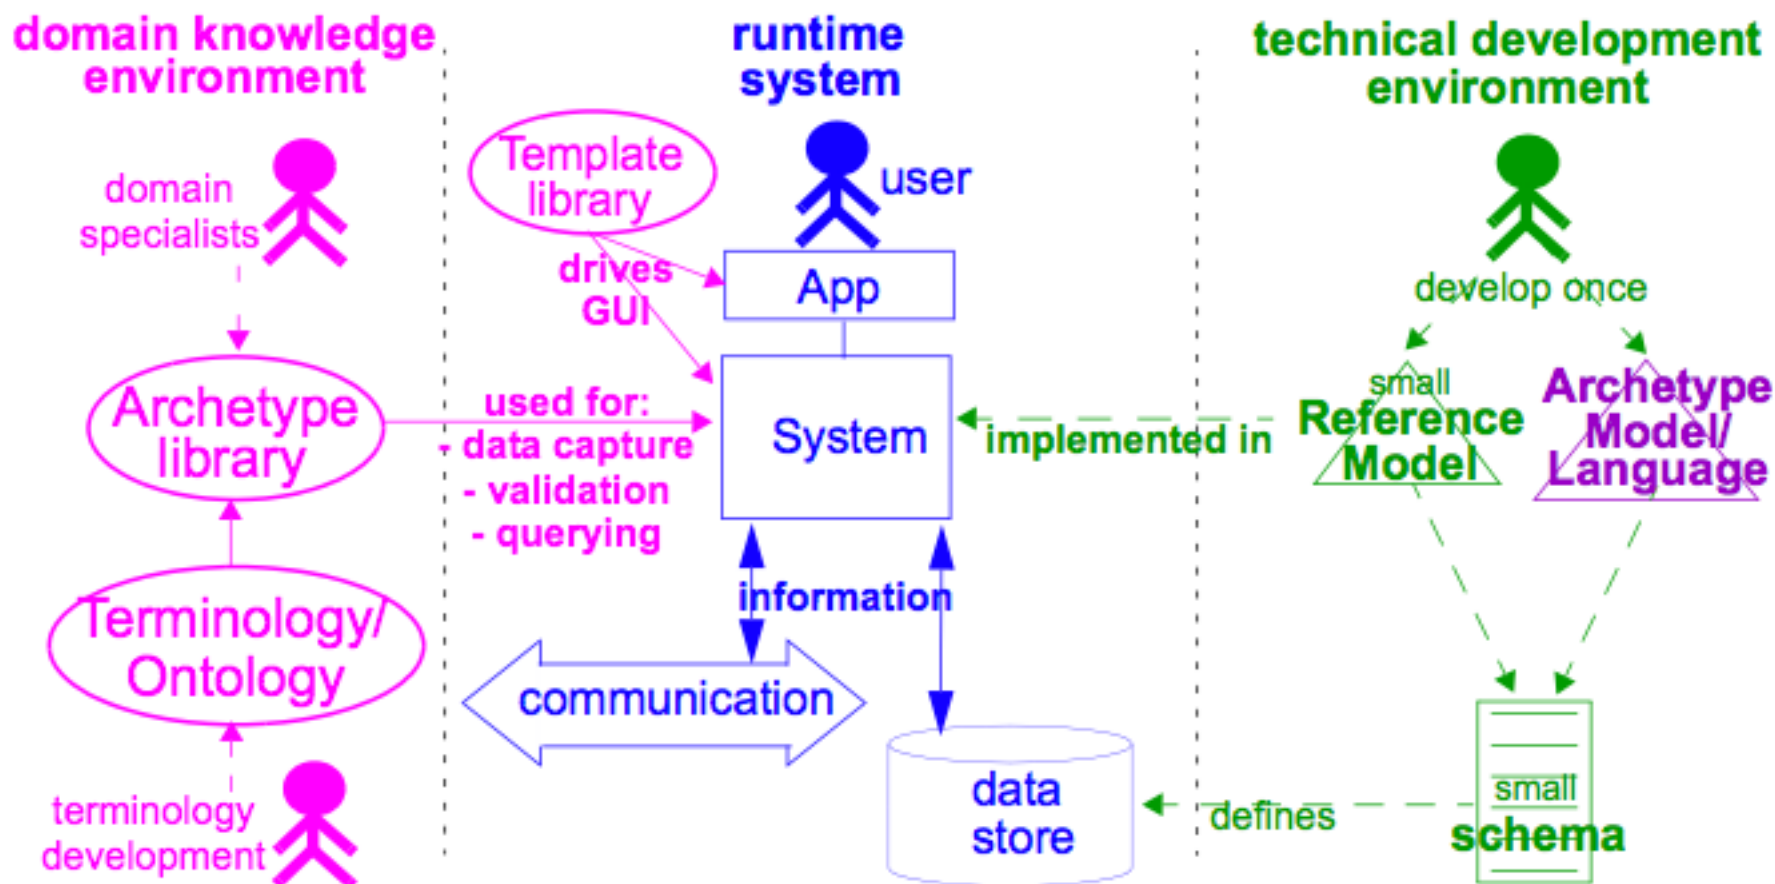 domain knowledge
environment
domain
specialists
Archetype
library
Terminology/
Ontology
terminology
development
runtime
system
Template
library
user
drives
GUI
App
used for:
- data capture
- validation
- querying
System
information
communication
data
store
technical development
environment
develop once
small
Reference
Model
Archetype
Model/
Language
implemented in
defines
small
schema